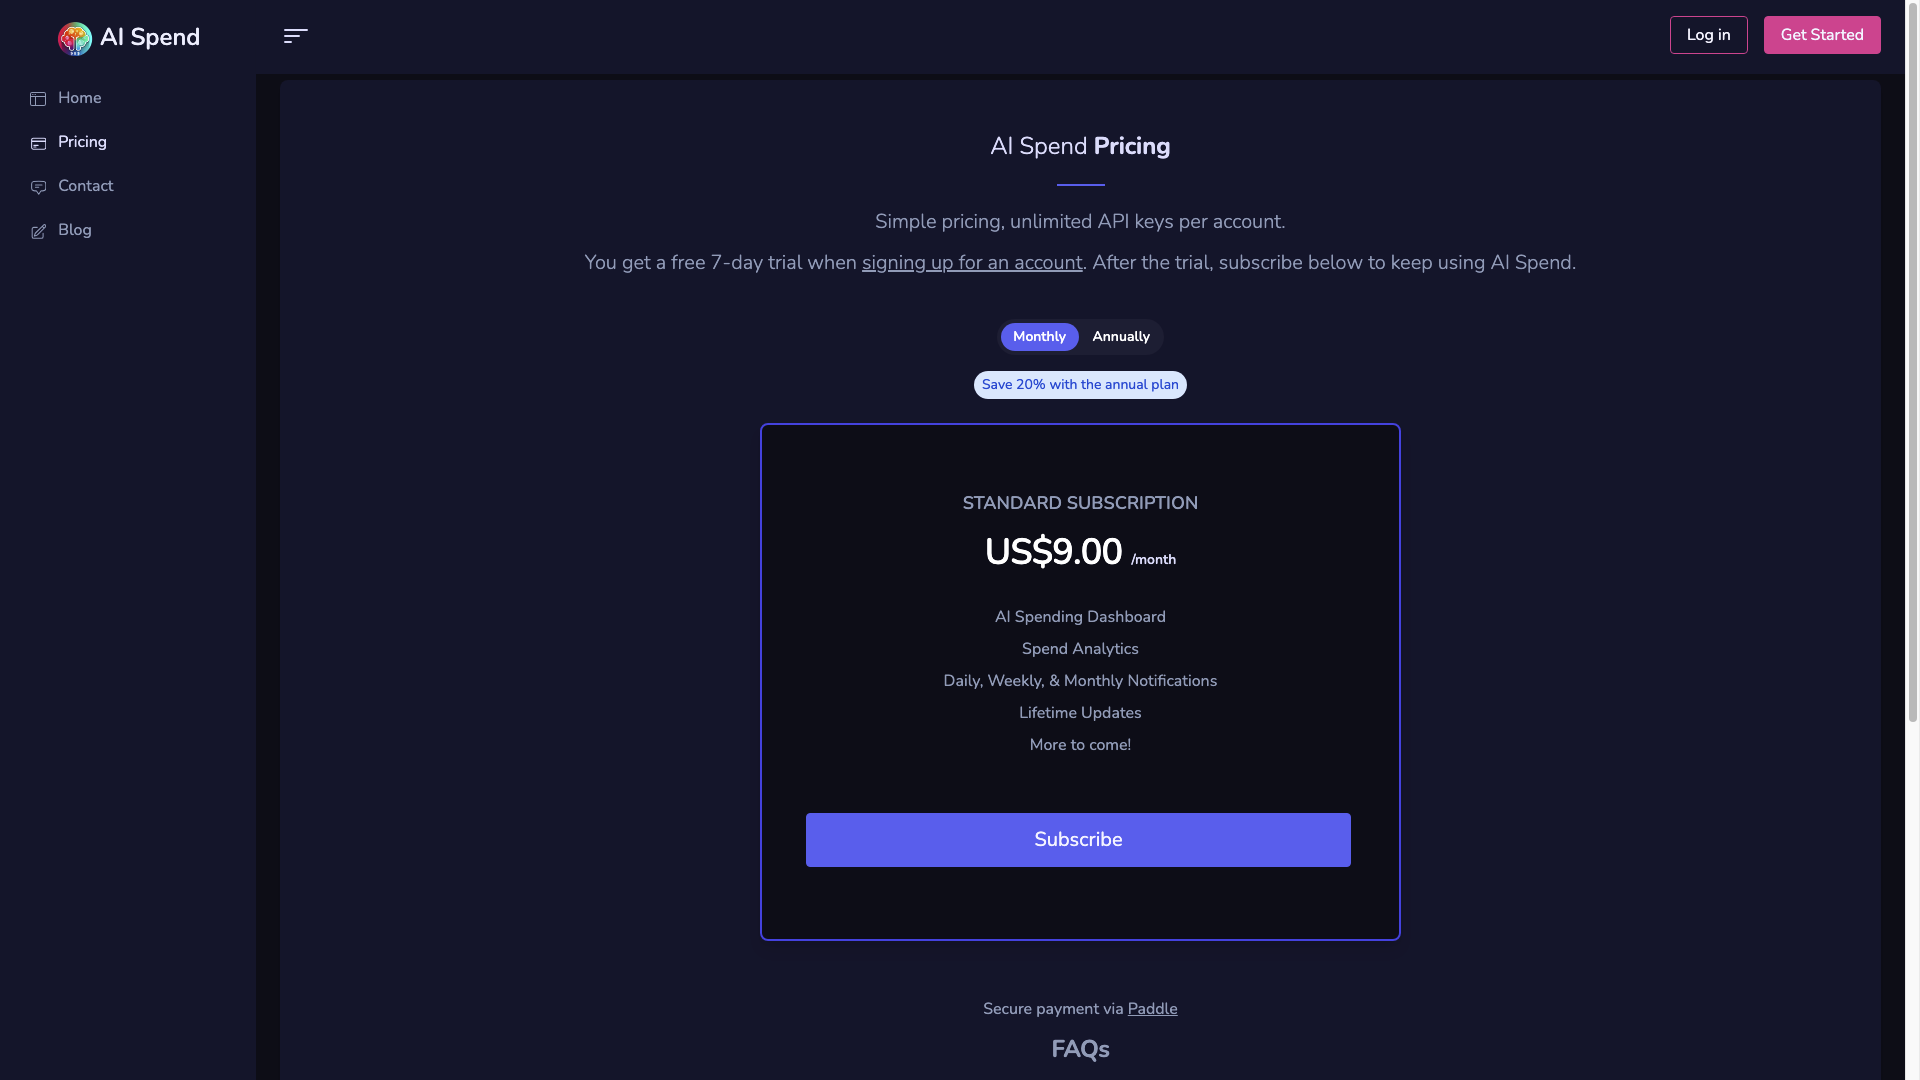 AI Spend
Log in
Get Started
Home
Pricing
Contact
Blog
AI Spend Pricing
Simple pricing, unlimited API keys per account.
You get a free 7-day trial when signing up for an account. After the trial, subscribe below to keep using AI Spend.
Monthly
Annually
Save 20% with the annual plan
STANDARD SUBSCRIPTION
US$9.00 /month
AI Spending Dashboard
Spend Analytics
Daily, Weekly, & Monthly Notifications
Lifetime Updates
More to come!
Subscribe
Secure payment via Paddle
FAQs